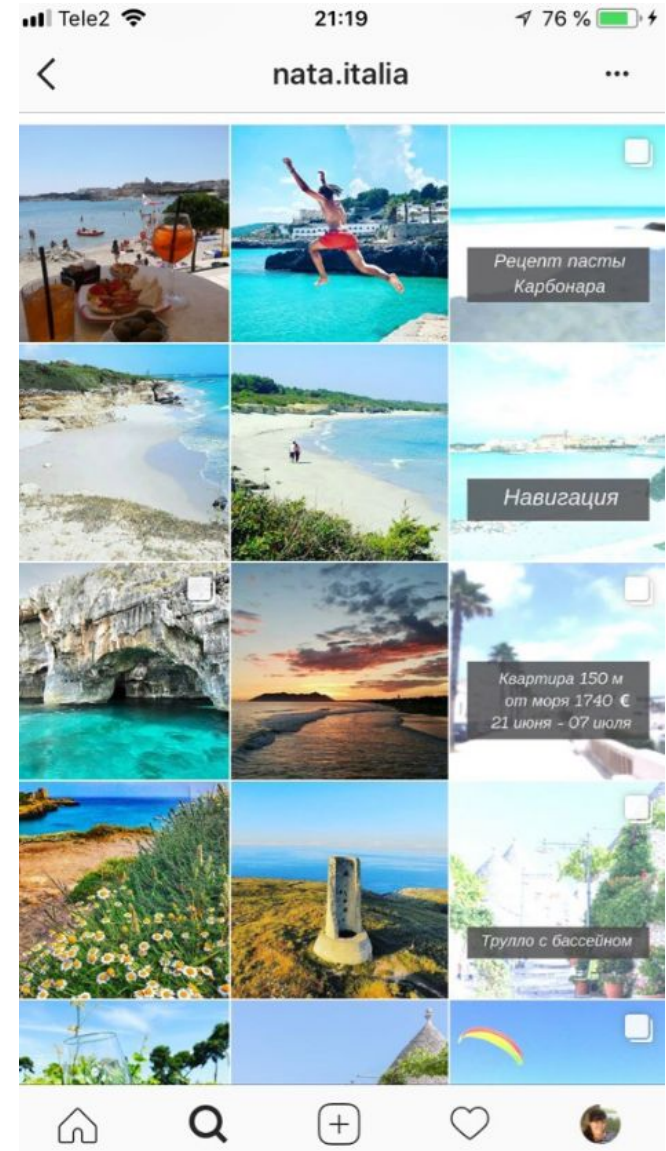 Tele2 21:19 76 %
nata.italia
Рецепт пасты
Карбонара
Навигация
Квартира 150 м
от моря 1740 €
21 июня - 07 июля
Трулло с бассейном